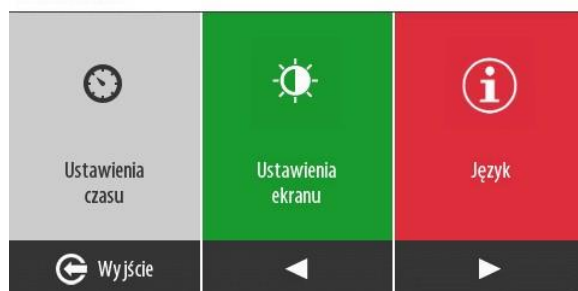 Ustawienia
czasu
Ustawienia
ekranu
Język
Wyjście